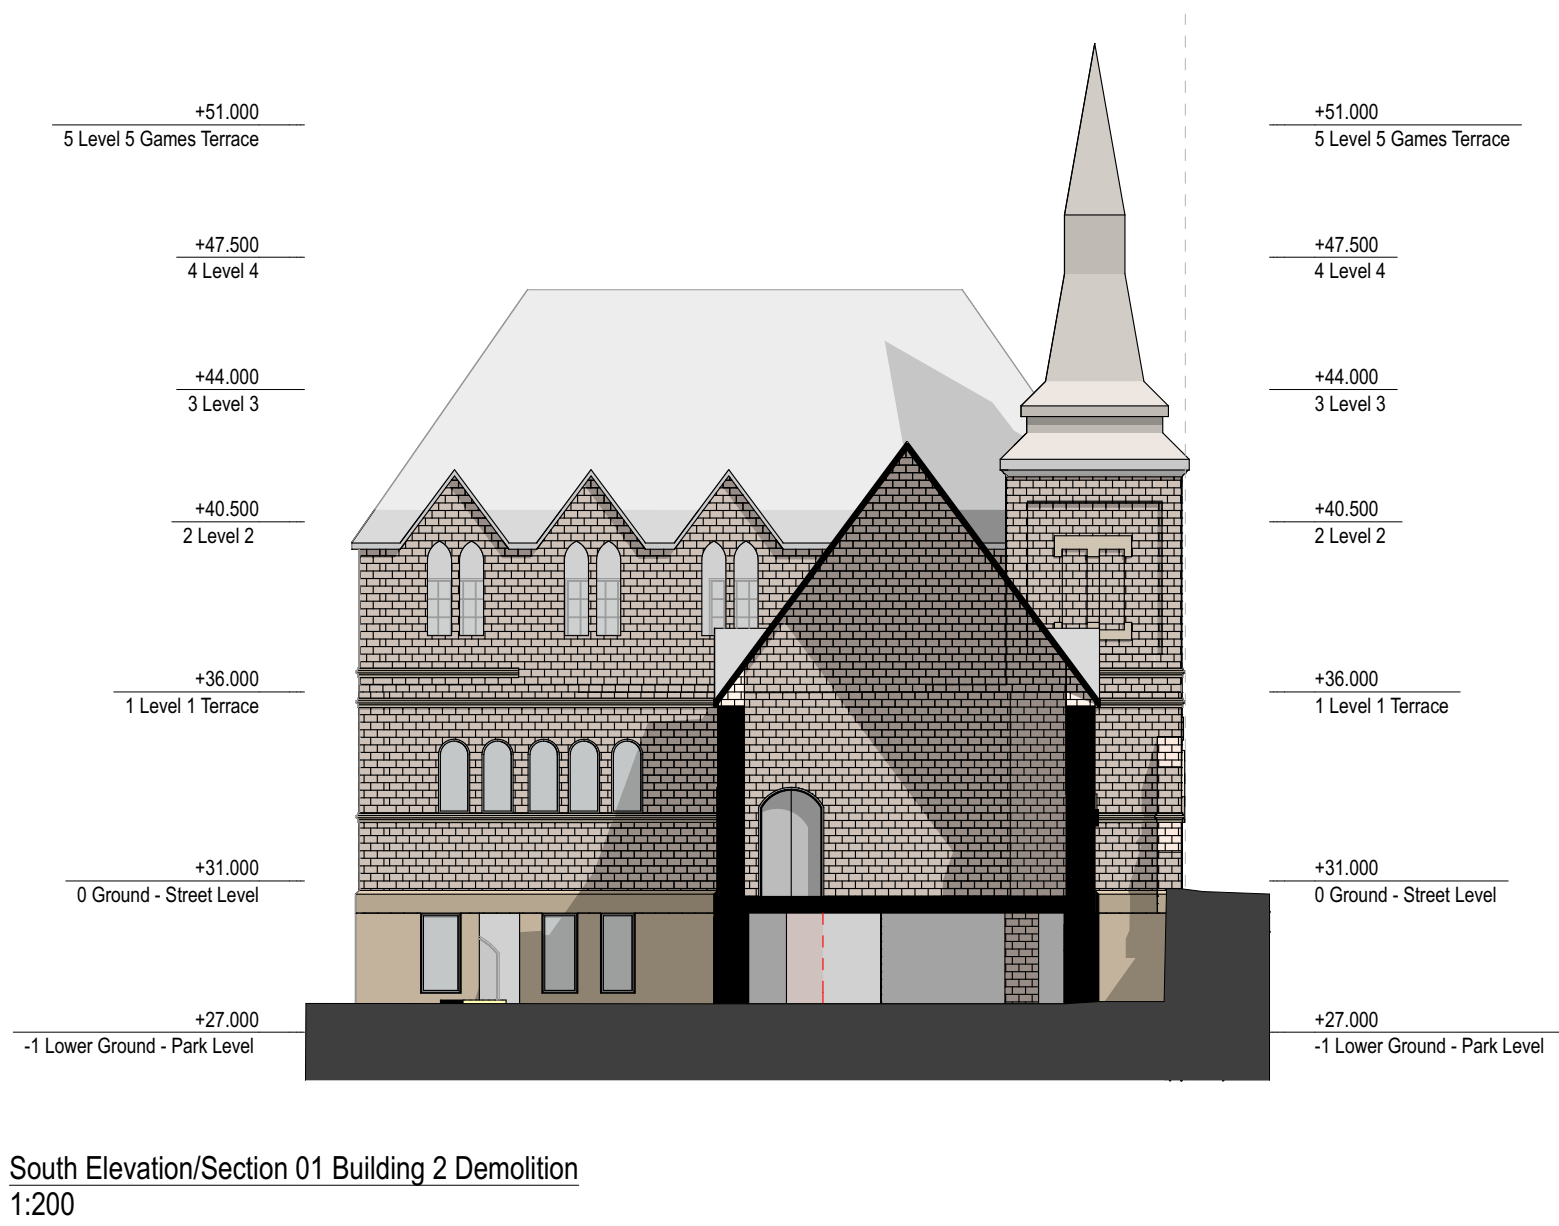 +51.000
5 Level 5 Games Terrace
+47.500
4 Level 4
+44.000
3 Level 3
+40.500
2 Level 2
+36.000
1 Level 1 Terrace
+31.000
0 Ground - Street Level
+27.000
-1 Lower Ground - Park Level
+51.000
5 Level 5 Games Terrace
+47.500
4 Level 4
+44.000
3 Level 3
+40.500
2 Level 2
+36.000
1 Level 1 Terrace
+31.000
0 Ground - Street Level
+27.000
-1 Lower Ground - Park Level
South Elevation/Section 01 Building 2 Demolition
1:200